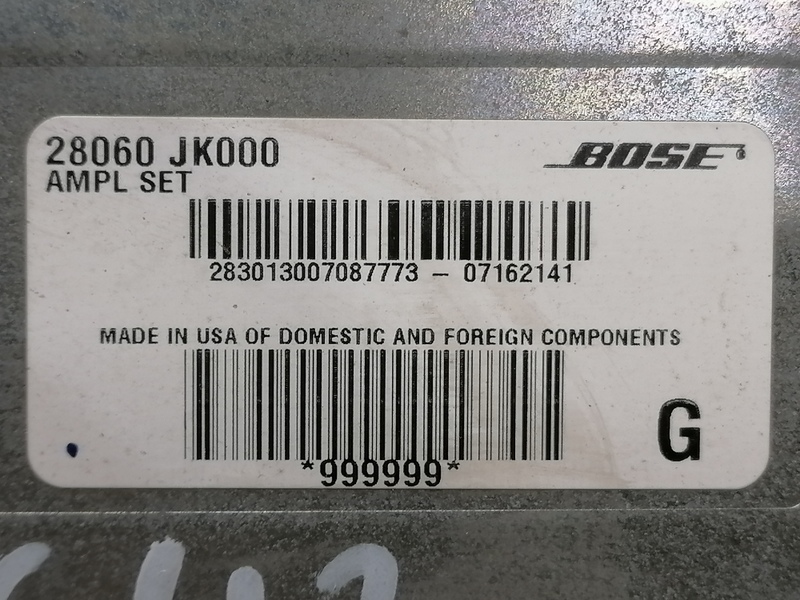 28060 JK000
BOSE
AMPL SET
283013007087773 – 07162141
MADE IN USA OF DOMESTIC AND FOREIGN COMPONENTS
*999999*
G